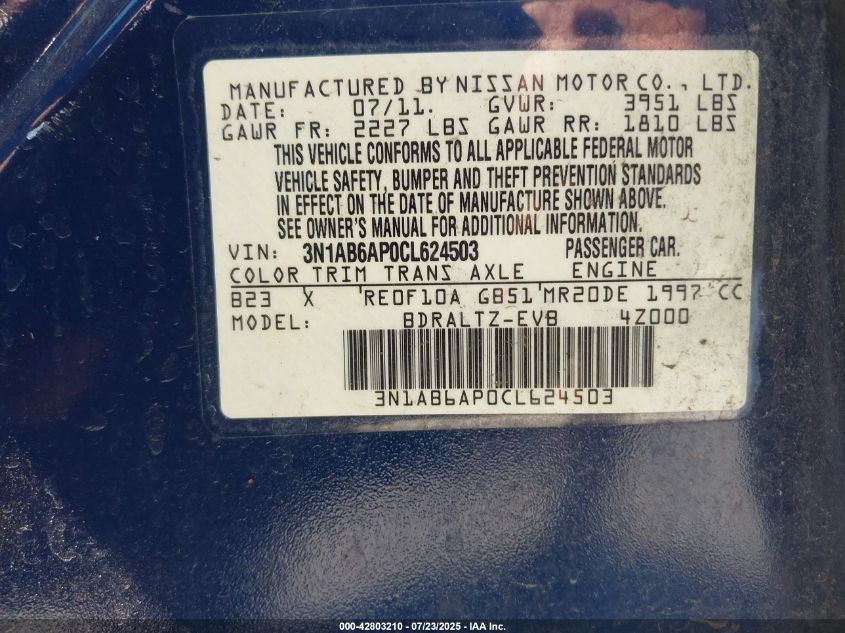 MANUFACTURED BY NISSAN MOTOR CO., LTD.
DATE: 07/11. GVWR: 3951 LBS
GAWR FR: 2227 LBS GAWR RR: 1810 LBS
THIS VEHICLE CONFORMS TO ALL APPLICABLE FEDERAL MOTOR
VEHICLE SAFETY, BUMPER AND THEFT PREVENTION STANDARDS
IN EFFECT ON THE DATE OF MANUFACTURE SHOWN ABOVE.
SEE OWNER'S MANUAL FOR ADDITIONAL INFORMATION.
VIN: 3N1AB6AP0CL624503 PASSENGER CAR.
COLOR TRIM TRANS AXLE ENGINE
B23 X RE0F10A GB51 MR20DE 1997 CC
MODEL: BDRALTZ-EVB 4Z000
3N1AB6AP0CL624503
000-42803210 - 07/23/2025 - IAA Inc.